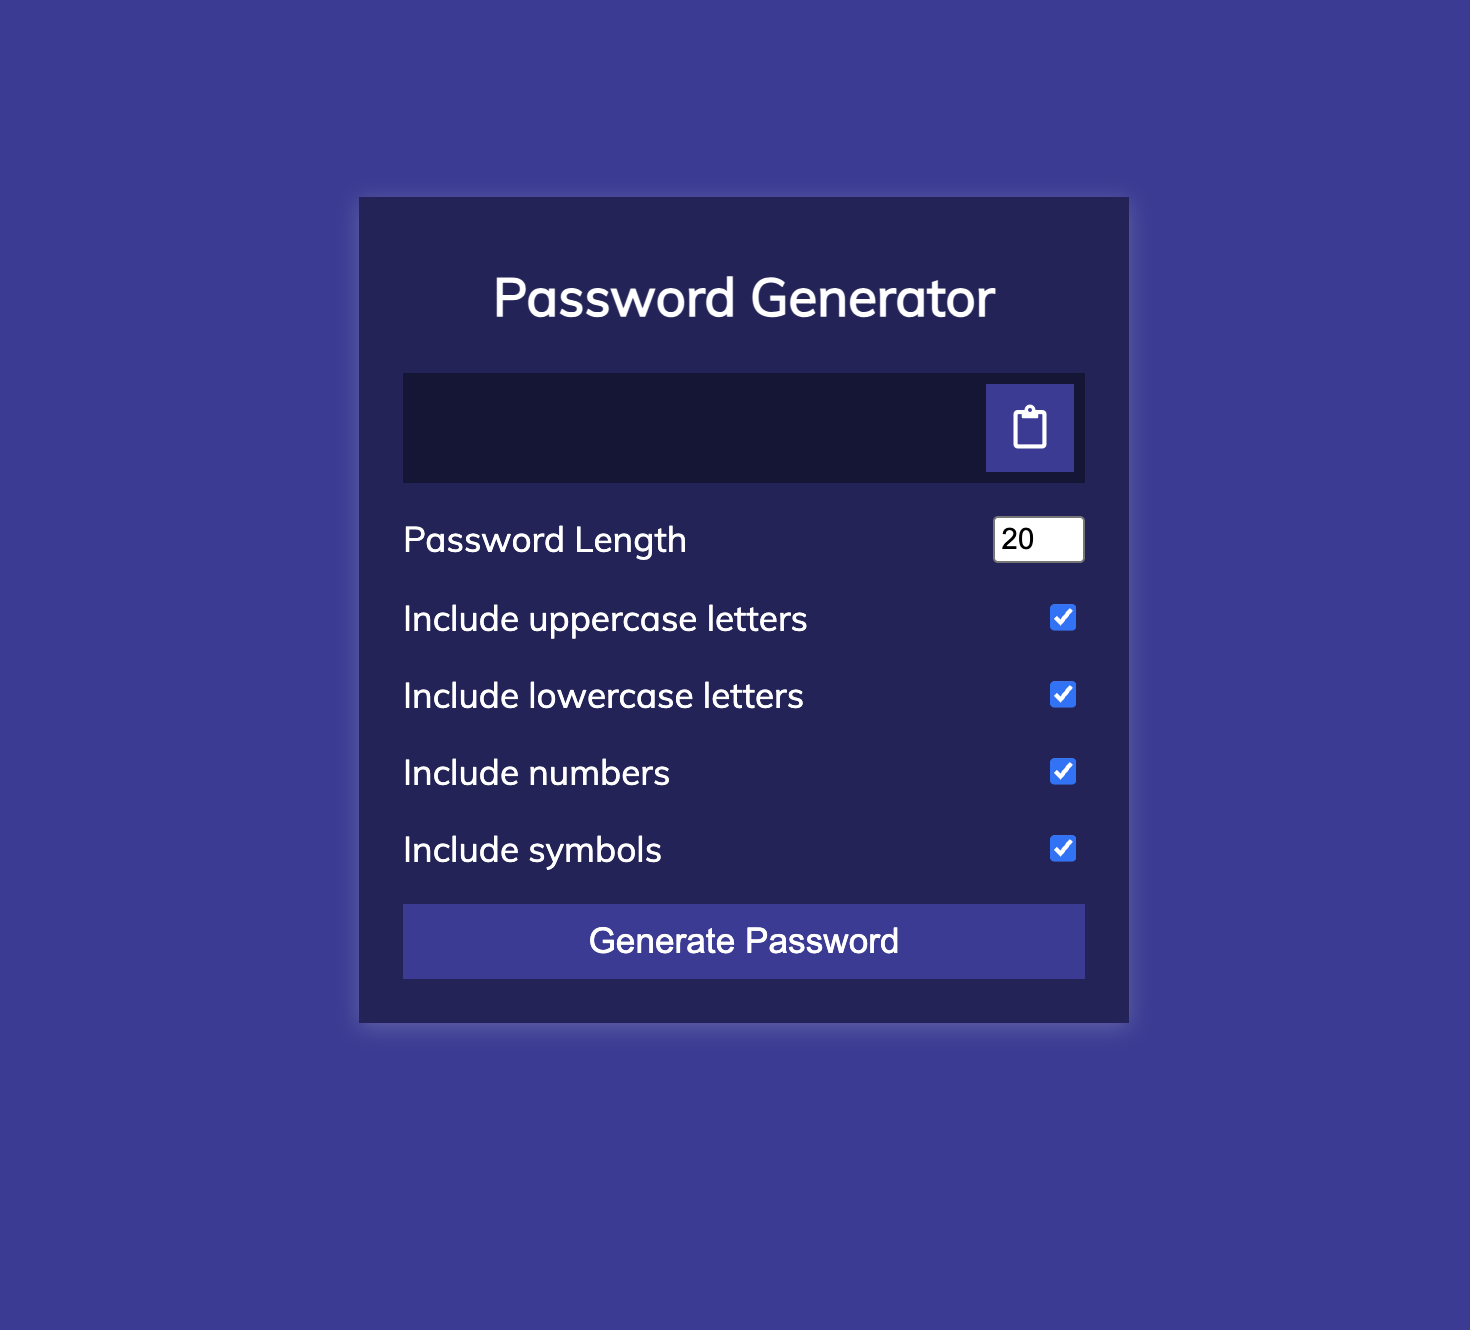 Password Generator
Password Length 20
Include uppercase letters
Include lowercase letters
Include numbers
Include symbols
Generate Password